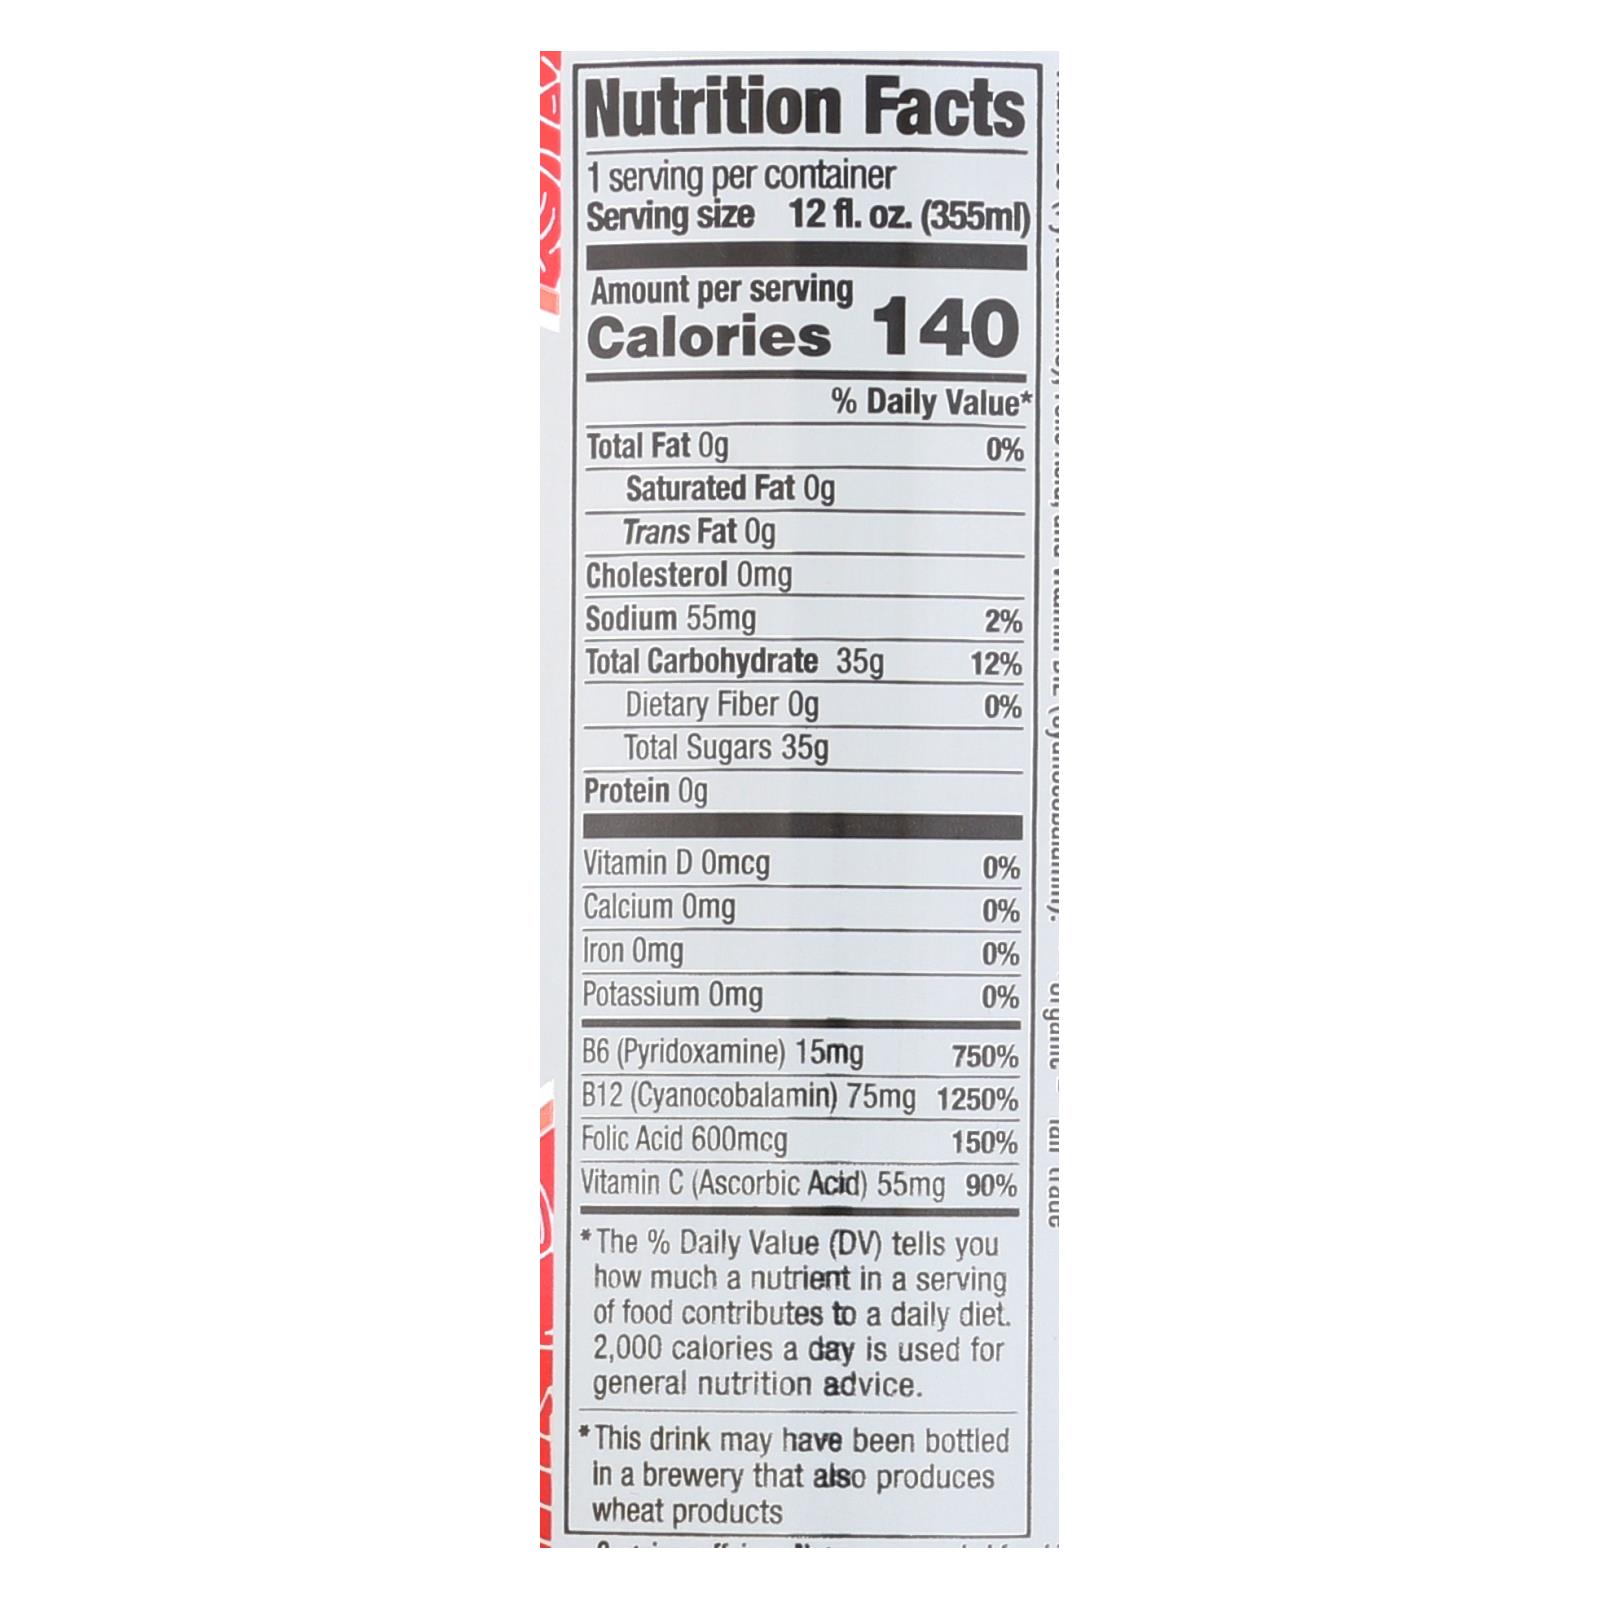 Nutrition Facts
1 serving per container
Serving size 12 fl. oz. (355ml)
Amount per serving
Calories 140
% Daily Value*
Total Fat 0g 0%
Saturated Fat 0g
Trans Fat 0g
Cholesterol 0mg
Sodium 55mg 2%
Total Carbohydrate 35g 12%
Dietary Fiber 0g 0%
Total Sugars 35g
Protein 0g
Vitamin D 0mcg 0%
Calcium 0mg 0%
Iron 0mg 0%
Potassium 0mg 0%
B6 (Pyridoxamine) 15mg 750%
B12 (Cyanocobalamin) 75mg 1250%
Folic Acid 600mcg 150%
Vitamin C (Ascorbic Acid) 55mg 90%
*The % Daily Value (DV) tells you
how much a nutrient in a serving
of food contributes to a daily diet.
2,000 calories a day is used for
general nutrition advice.
*This drink may have been bottled
in a brewery that also produces
wheat products